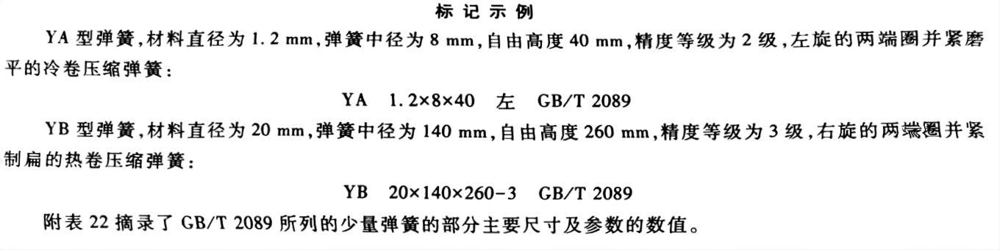 标记示例
YA 型弹簧,材料直径为 1.2 mm,弹簧中径为 8 mm,自由高度 40 mm,精度等级为 2 级,左旋的两端圈并紧磨
平的冷卷压缩弹簧：
YA 1.2×8×40 左 GB/T 2089
YB 型弹簧,材料直径为 20 mm,弹簧中径为 140 mm,自由高度 260 mm,精度等级为 3 级,右旋的两端圈并紧
制扁的热卷压缩弹簧：
YB 20×140×260-3 GB/T 2089
附表 22 摘录了 GB/T 2089 所列的少量弹簧的部分主要尺寸及参数的数值。